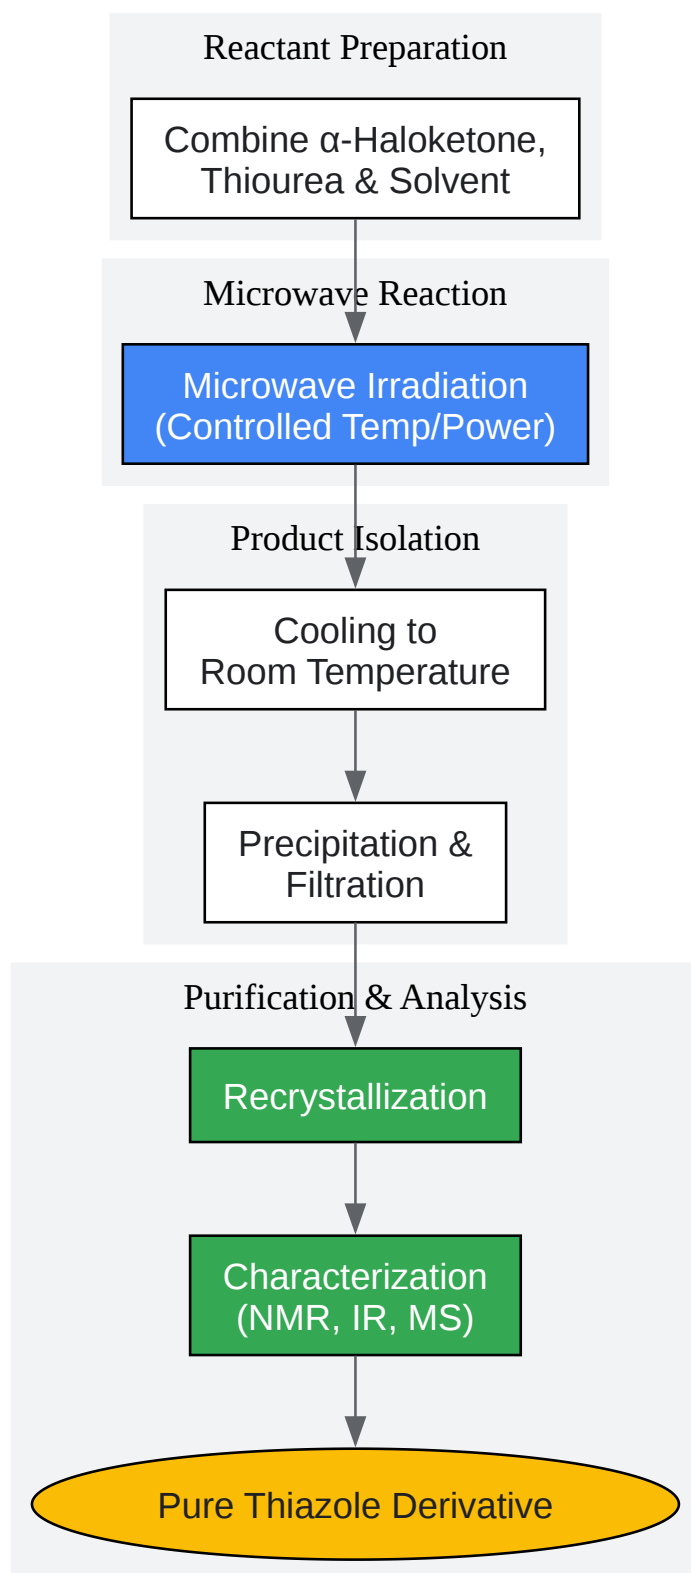 Reactant Preparation
Combine α-Haloketone,
Thiourea & Solvent
Microwave Reaction
Microwave Irradiation
(Controlled Temp/Power)
Product Isolation
Cooling to
Room Temperature
Precipitation &
Filtration
Purification & Analysis
Recrystallization
Characterization
(NMR, IR, MS)
Pure Thiazole Derivative